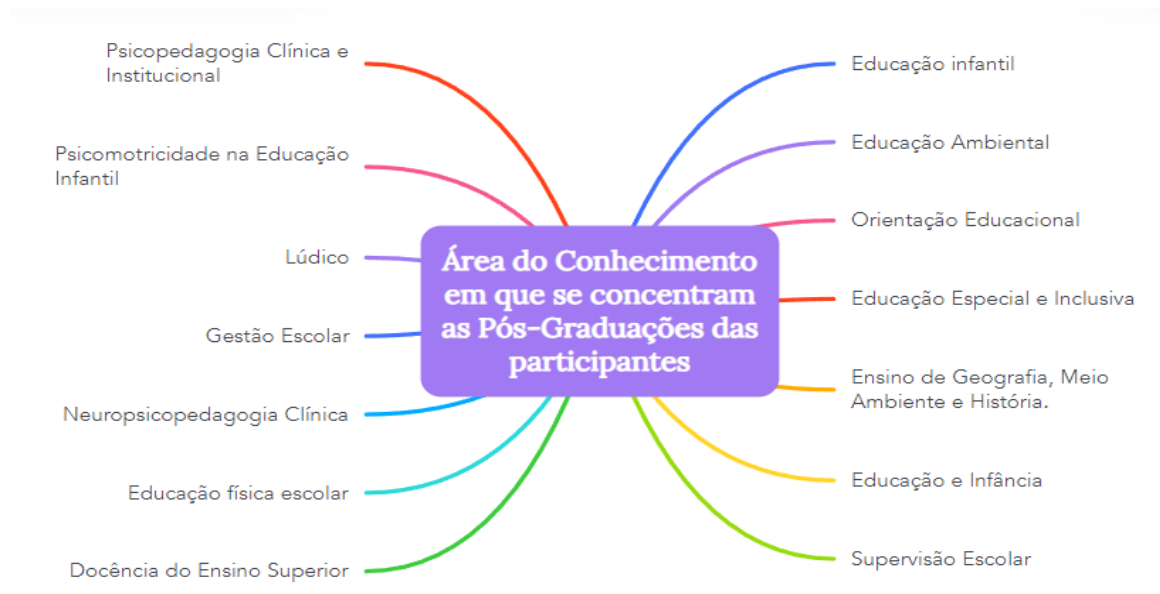 Psicopedagogia Clínica e
Institucional
Psicomotricidade na Educação
Infantil
Lúdico
Gestão Escolar
Neuropsicopedagogia Clínica
Educação física escolar
Docência do Ensino Superior
Área do Conhecimento
em que se concentram
as Pós-Graduações das
participantes
Educação infantil
Educação Ambiental
Orientação Educacional
Educação Especial e Inclusiva
Ensino de Geografia, Meio
Ambiente e História.
Educação e Infância
Supervisão Escolar